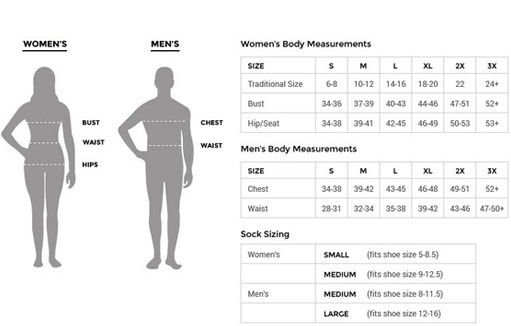 WOMEN'S
MEN'S
BUST
WAIST
HIPS
CHEST
WAIST
Women's Body Measurements
SIZE S M L XL 2X 3X
Traditional Size 6-8 10-12 14-16 18-20 22 24+
Bust 34-36 37-39 40-43 44-46 47-51 52+
Hip/Seat 34-38 39-41 42-45 46-49 50-53 53+
Men's Body Measurements
SIZE S M L XL 2X 3X
Chest 34-38 39-42 43-45 46-48 49-51 52+
Waist 28-31 32-34 35-38 39-42 43-46 47-50+
Sock Sizing
Women's SMALL (fits shoe size 5-8.5)
MEDIUM (fits shoe size 9-12.5)
Men's MEDIUM (fits shoe size 8-11.5)
LARGE (fits shoe size 12-16)